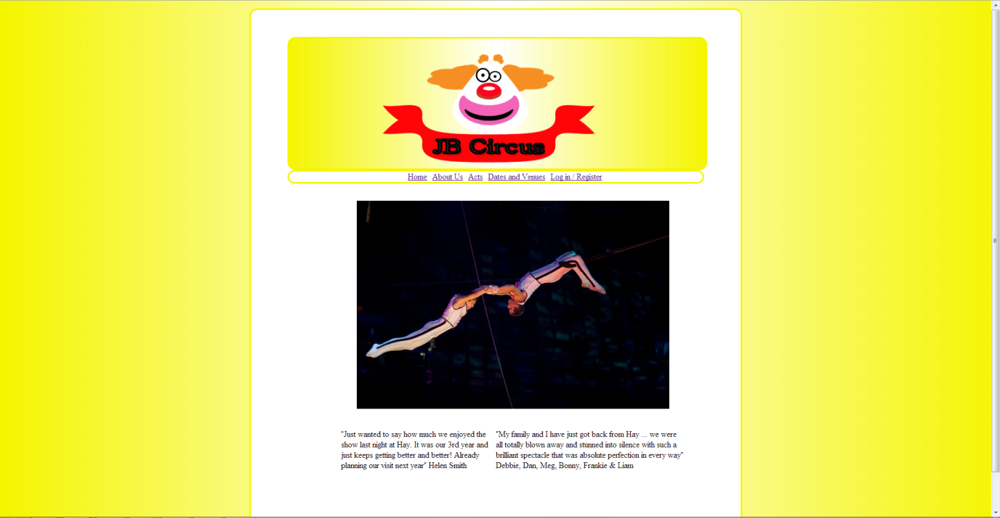 JB Circus
Home About Us Acts Dates and Venues Log in / Register
"Just wanted to say how much we enjoyed the
show last night at Hay. It was our 3rd year and
just keeps getting better and better! Already
planning our visit next year" Helen Smith
"My family and I have just got back from Hay ... we were
all totally blown away and stunned into silence with such a
brilliant spectacle that was absolute perfection in every way"
Debbie, Dan, Meg, Bonny, Frankie & Liam